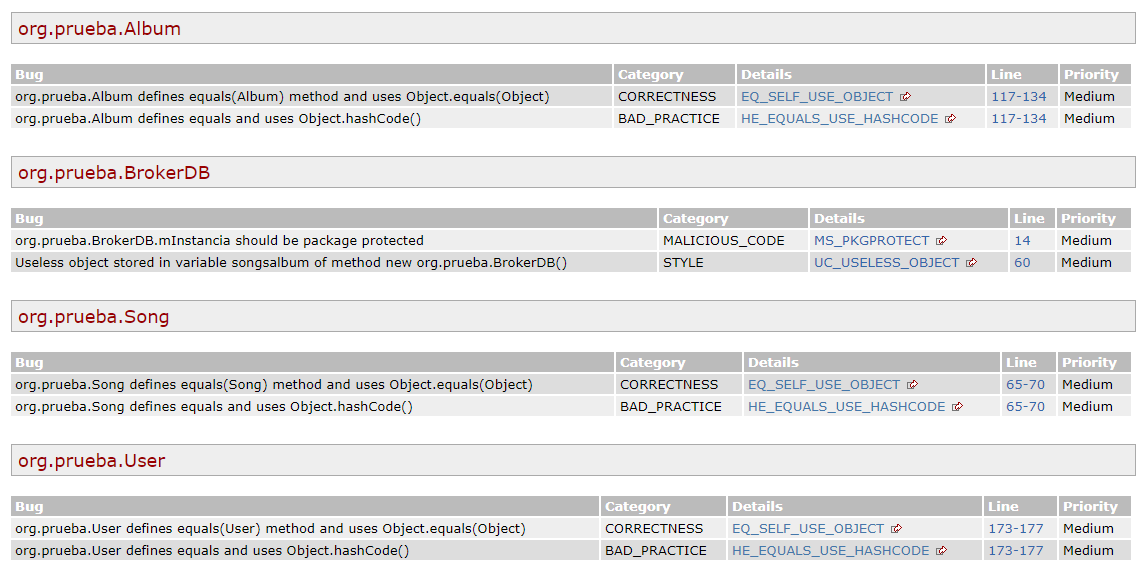 org.prueba.Album
Bug Category Details Line Priority
org.prueba.Album defines equals(Album) method and uses Object.equals(Object) CORRECTNESS EQ_SELF_USE_OBJECT 117-134 Medium
org.prueba.Album defines equals and uses Object.hashCode() BAD_PRACTICE HE_EQUALS_USE_HASHCODE 117-134 Medium
org.prueba.BrokerDB
Bug Category Details Line Priority
org.prueba.BrokerDB.mInstancia should be package protected MALICIOUS_CODE MS_PKGPROTECT 14 Medium
Useless object stored in variable songsalbum of method new org.prueba.BrokerDB() STYLE UC_USELESS_OBJECT 60 Medium
org.prueba.Song
Bug Category Details Line Priority
org.prueba.Song defines equals(Song) method and uses Object.equals(Object) CORRECTNESS EQ_SELF_USE_OBJECT 65-70 Medium
org.prueba.Song defines equals and uses Object.hashCode() BAD_PRACTICE HE_EQUALS_USE_HASHCODE 65-70 Medium
org.prueba.User
Bug Category Details Line Priority
org.prueba.User defines equals(User) method and uses Object.equals(Object) CORRECTNESS EQ_SELF_USE_OBJECT 173-177 Medium
org.prueba.User defines equals and uses Object.hashCode() BAD_PRACTICE HE_EQUALS_USE_HASHCODE 173-177 Medium